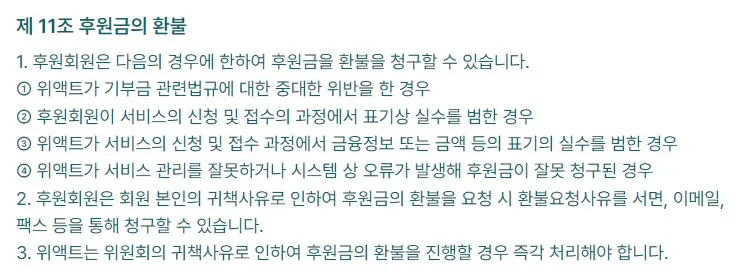 제 11조 후원금의 환불
1. 후원회원은 다음의 경우에 한하여 후원금을 환불을 청구할 수 있습니다.
① 위액트가 기부금 관련법규에 대한 중대한 위반을 한 경우
② 후원회원이 서비스의 신청 및 접수의 과정에서 표기상 실수를 범한 경우
③ 위액트가 서비스의 신청 및 접수 과정에서 금융정보 또는 금액 등의 표기의 실수를 범한 경우
④ 위액트가 서비스 관리를 잘못하거나 시스템 상 오류가 발생해 후원금이 잘못 청구된 경우
2. 후원회원은 회원 본인의 귀책사유로 인하여 후원금의 환불을 요청 시 환불요청사유를 서면, 이메일,
팩스 등을 통해 청구할 수 있습니다.
3. 위액트는 위원회의 귀책사유로 인하여 후원금의 환불을 진행할 경우 즉각 처리해야 합니다.